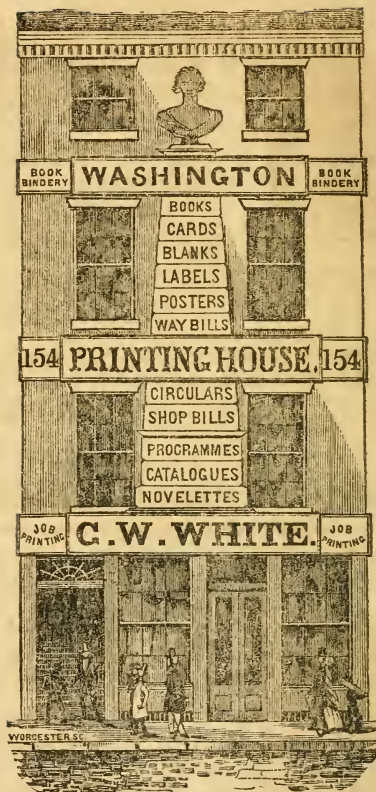 BOOK BINDERY WASHINGTON BOOK BINDERY
BOOKS
CARDS
BLANKS
LABELS
POSTERS
WAY BILLS
154 PRINTING HOUSE. 154
CIRCULARS
SHOP BILLS
PROGRAMMES
CATALOGUES
NOVELETTES
JOB PRINTING G. W. WHITE. JOB PRINTING
WORCESTER SC.